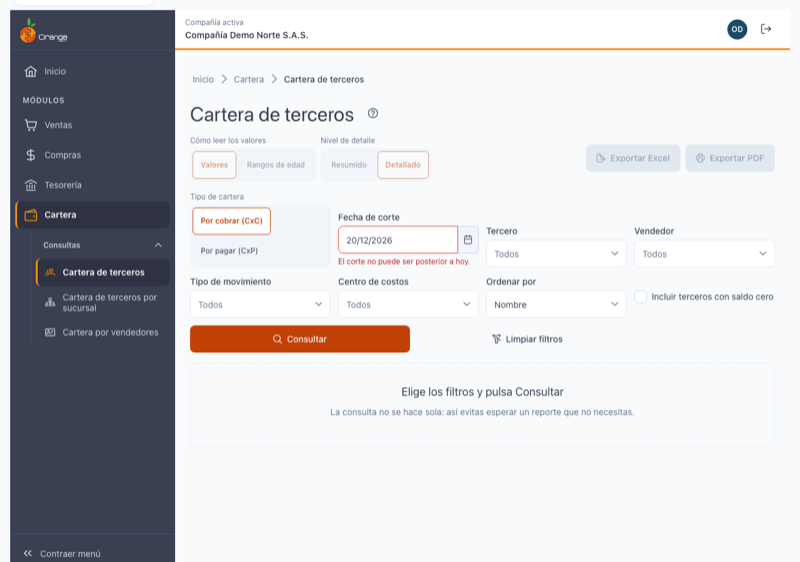 Orange
Compañía activa
Compañía Demo Norte S.A.S.
OD
Inicio
MÓDULOS
Ventas
Compras
Tesorería
Cartera
Consultas
Cartera de terceros
Cartera de terceros por
sucursal
Cartera por vendedores
Contraer menú
Inicio > Cartera > Cartera de terceros
Cartera de terceros
Cómo leer los valores
Valores
Rangos de edad
Nivel de detalle
Resumido
Detallado
Exportar Excel
Exportar PDF
Tipo de cartera
Por cobrar (CxC)
Por pagar (CxP)
Fecha de corte
20/12/2026
El corte no puede ser posterior a hoy.
Tercero
Todos
Vendedor
Todos
Tipo de movimiento
Todos
Centro de costos
Todos
Ordenar por
Nombre
Incluir terceros con saldo cero
Consultar
Limpiar filtros
Elige los filtros y pulsa Consultar
La consulta no se hace sola: así evitas esperar un reporte que no necesitas.